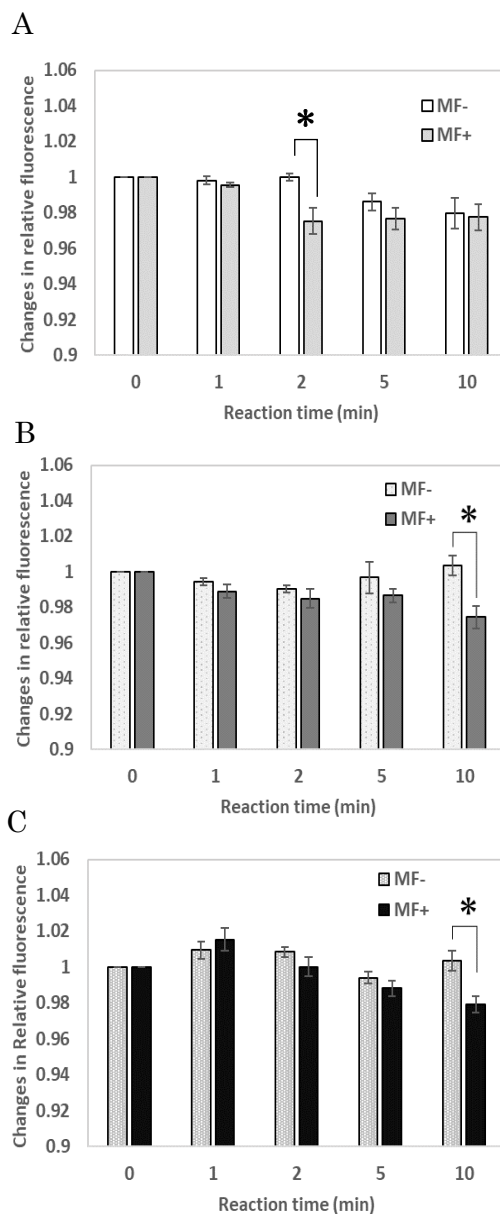 A
1.06
1.04
1.02
1
0.98
0.96
0.94
0.92
0.9
Changes in relative fluorescence
MF-
MF+
*
0 1 2 5 10
Reaction time (min)
B
1.06
1.04
1.02
1
0.98
0.96
0.94
0.92
0.9
Changes in relative fluorescence
MF-
MF+
*
0 1 2 5 10
Reaction time (min)
C
1.06
1.04
1.02
1
0.98
0.96
0.94
0.92
0.9
Changes in Relative fluorescence
MF-
MF+
*
0 1 2 5 10
Reaction time (min)